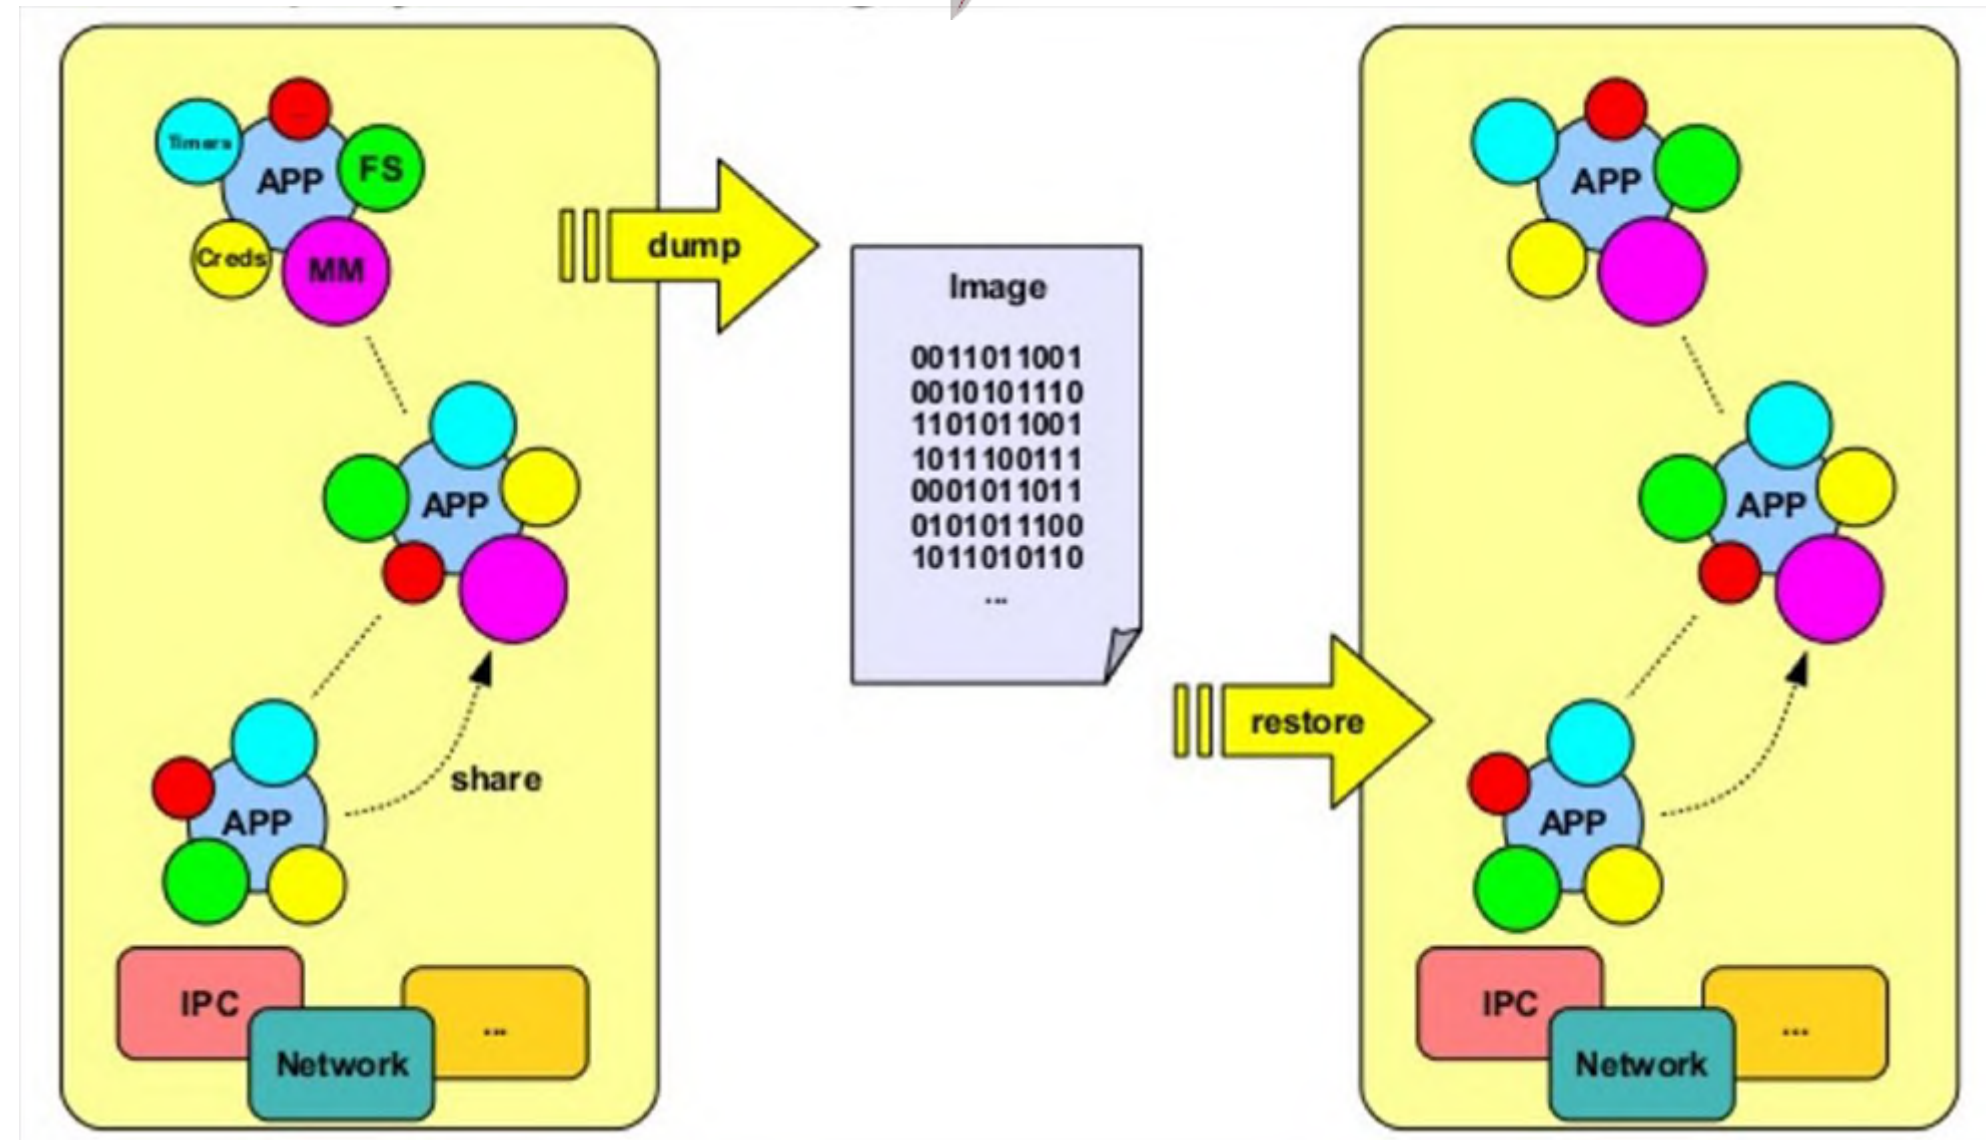 Timers
APP
FS
Creds
MM
dump
Image
0011011001
0010101110
1101011001
1011100111
0001011011
0101011100
1011010110
...
APP
APP
share
IPC
Network
...
restore
APP
APP
APP
IPC
Network
...